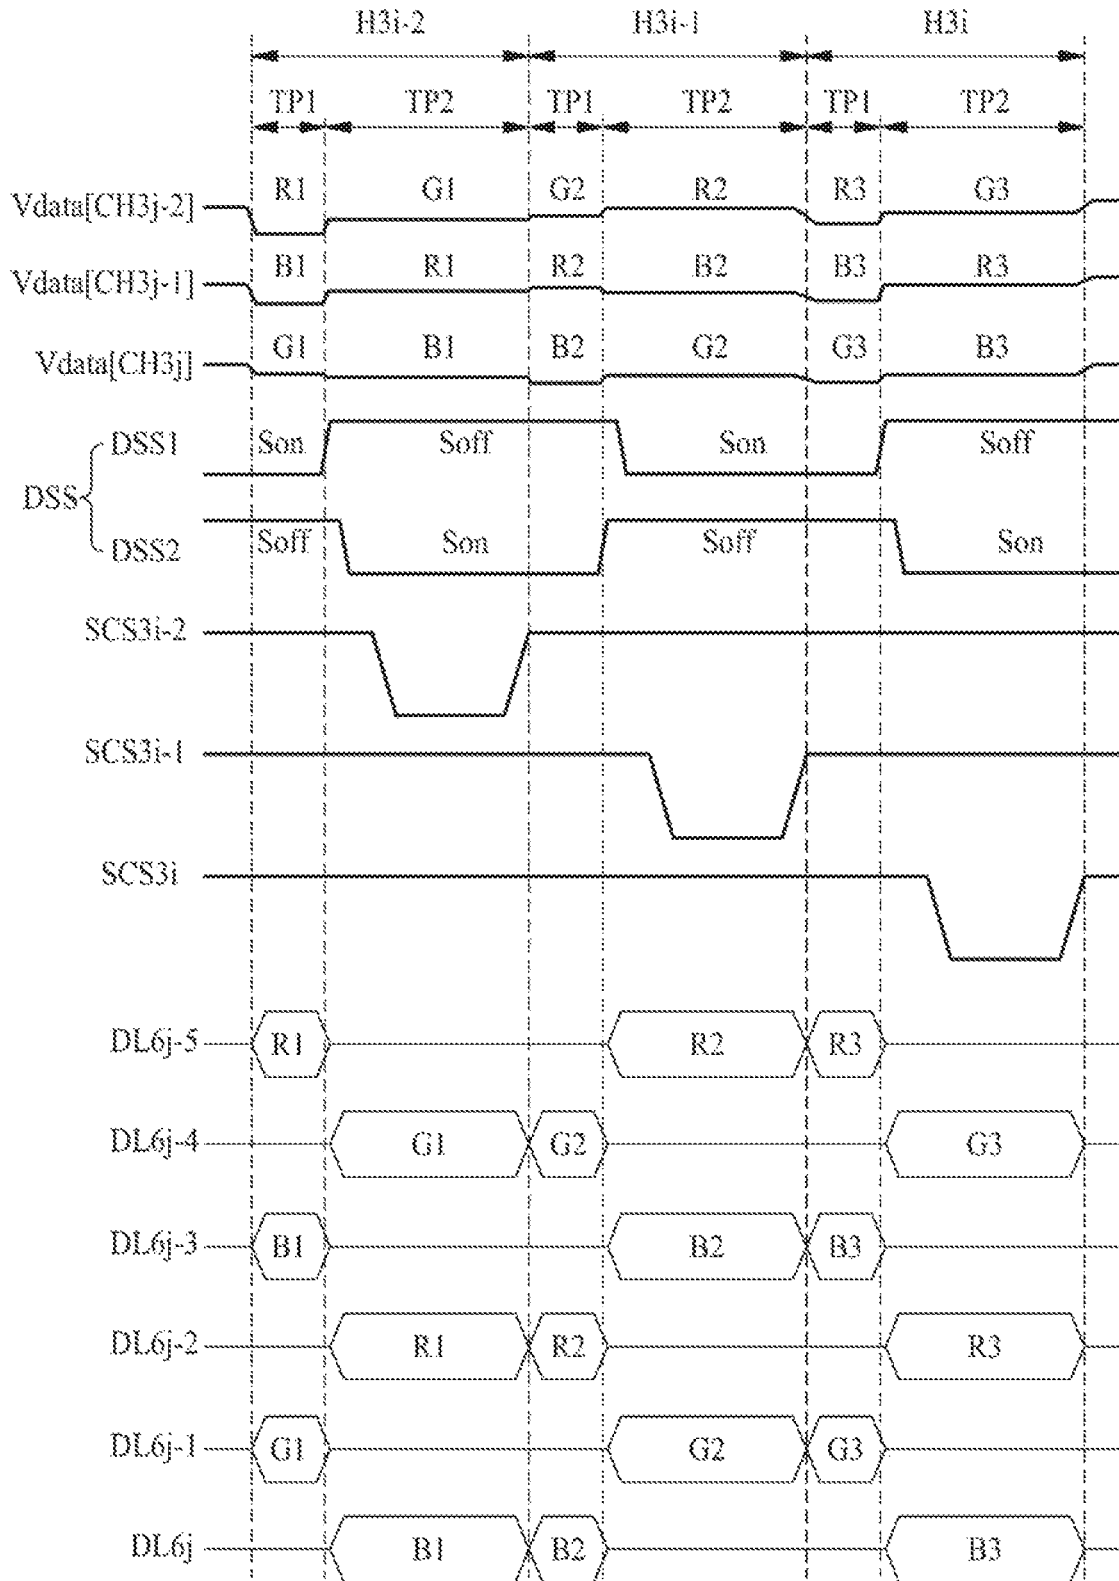 H3i-2 H3i-1 H3i
TP1 TP2 TP1 TP2 TP1 TP2
R1 G1 G2 R2 R3 G3
Vdata[CH3j-2]
B1 R1 R2 B2 B3 R3
Vdata[CH3j-1]
G1 B1 B2 G2 G3 B3
Vdata[CH3j]
DSS1 Son Soff Son Soff
DSS
DSS2 Soff Son Soff Son
SCS3i-2
SCS3i-1
SCS3i
DL6j-5 R1 R2 R3
DL6j-4 G1 G2 G3
DL6j-3 B1 B2 B3
DL6j-2 R1 R2 R3
DL6j-1 G1 G2 G3
DL6j B1 B2 B3